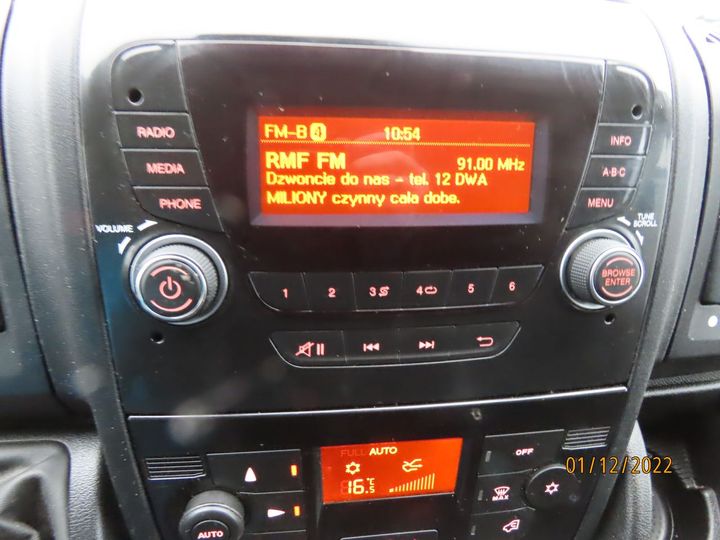 RADIO
MEDIA
PHONE
INFO
A-B-C
MENU
FM-B 4 10:54
RMF FM 91.00 MHz
Dzwoncie do nas - tel. 12 DWA
MILIONY czynny cala dobe.
VOLUME
TUNE
SCROLL
BROWSE
ENTER
1 2 3 4 5 6
FULL AUTO
16.5 °C
OFF
MAX
AUTO
01/12/2022